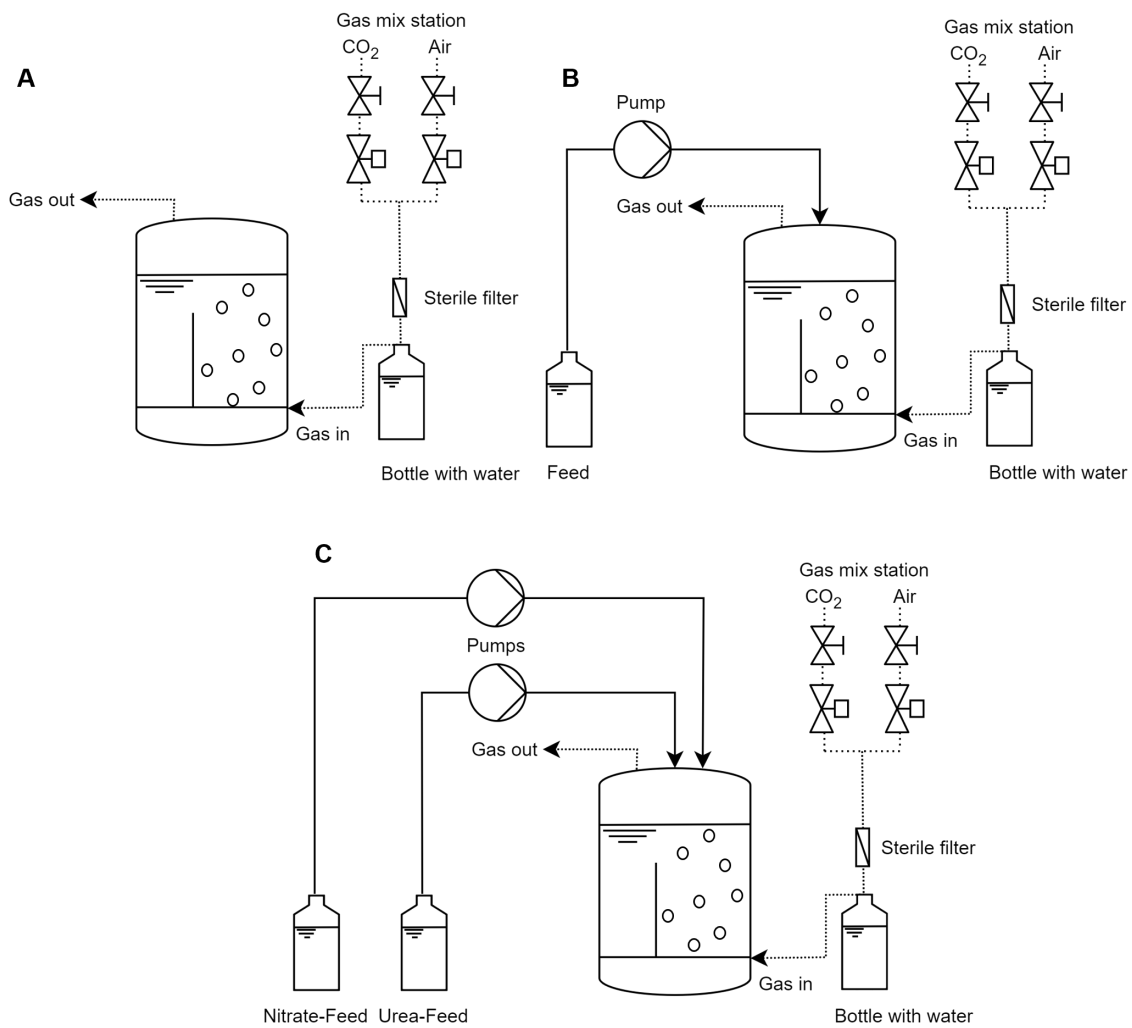 A
Gas mix station
CO₂ Air
Gas out
Sterile filter
Gas in
Bottle with water
B
Gas mix station
CO₂ Air
Pump
Gas out
Sterile filter
Gas in
Feed
Bottle with water
C
Gas mix station
CO₂ Air
Pumps
Gas out
Sterile filter
Gas in
Nitrate-Feed Urea-Feed
Bottle with water